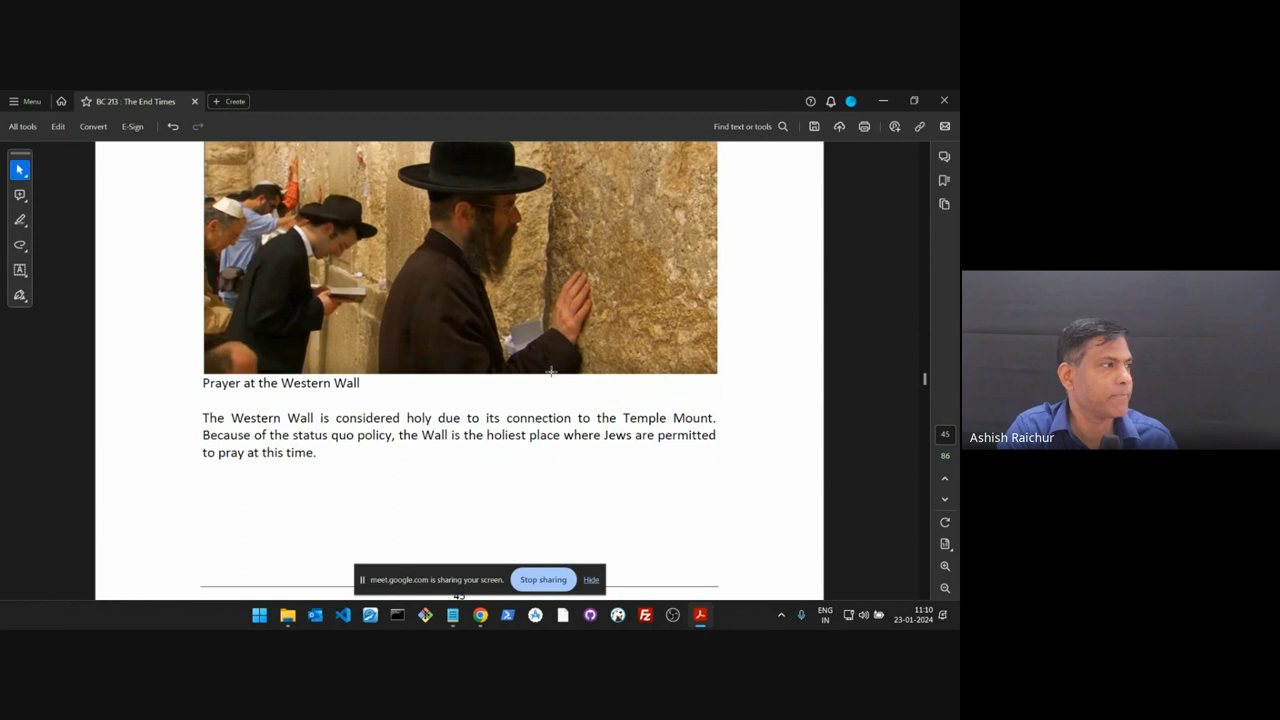 Menu
BC 213 : The End Times
Create
All tools
Edit
Convert
E-Sign
Find text or tools
Prayer at the Western Wall
The Western Wall is considered holy due to its connection to the Temple Mount.
Because of the status quo policy, the Wall is the holiest place where Jews are permitted
to pray at this time.
45
86
meet.google.com is sharing your screen.
Stop sharing
Hide
45
ENG
IN
11:10
23-01-2024
Ashish Raichur